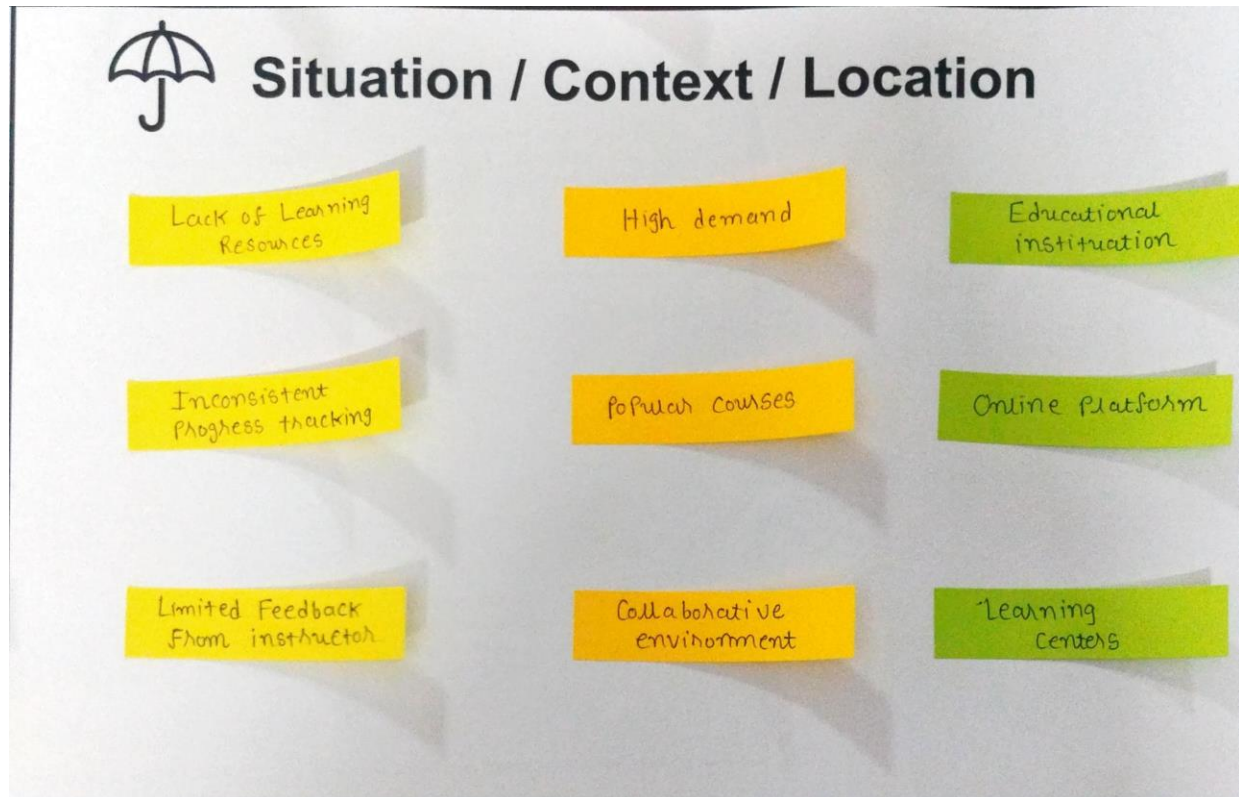 Situation / Context / Location
Lack of Learning
Resources
High demand
Educational
instituation
Inconsistent
Progress tracking
Popular courses
Online Platform
Limited Feedback
From instructor
Collaborative
environment
Learning
Centers